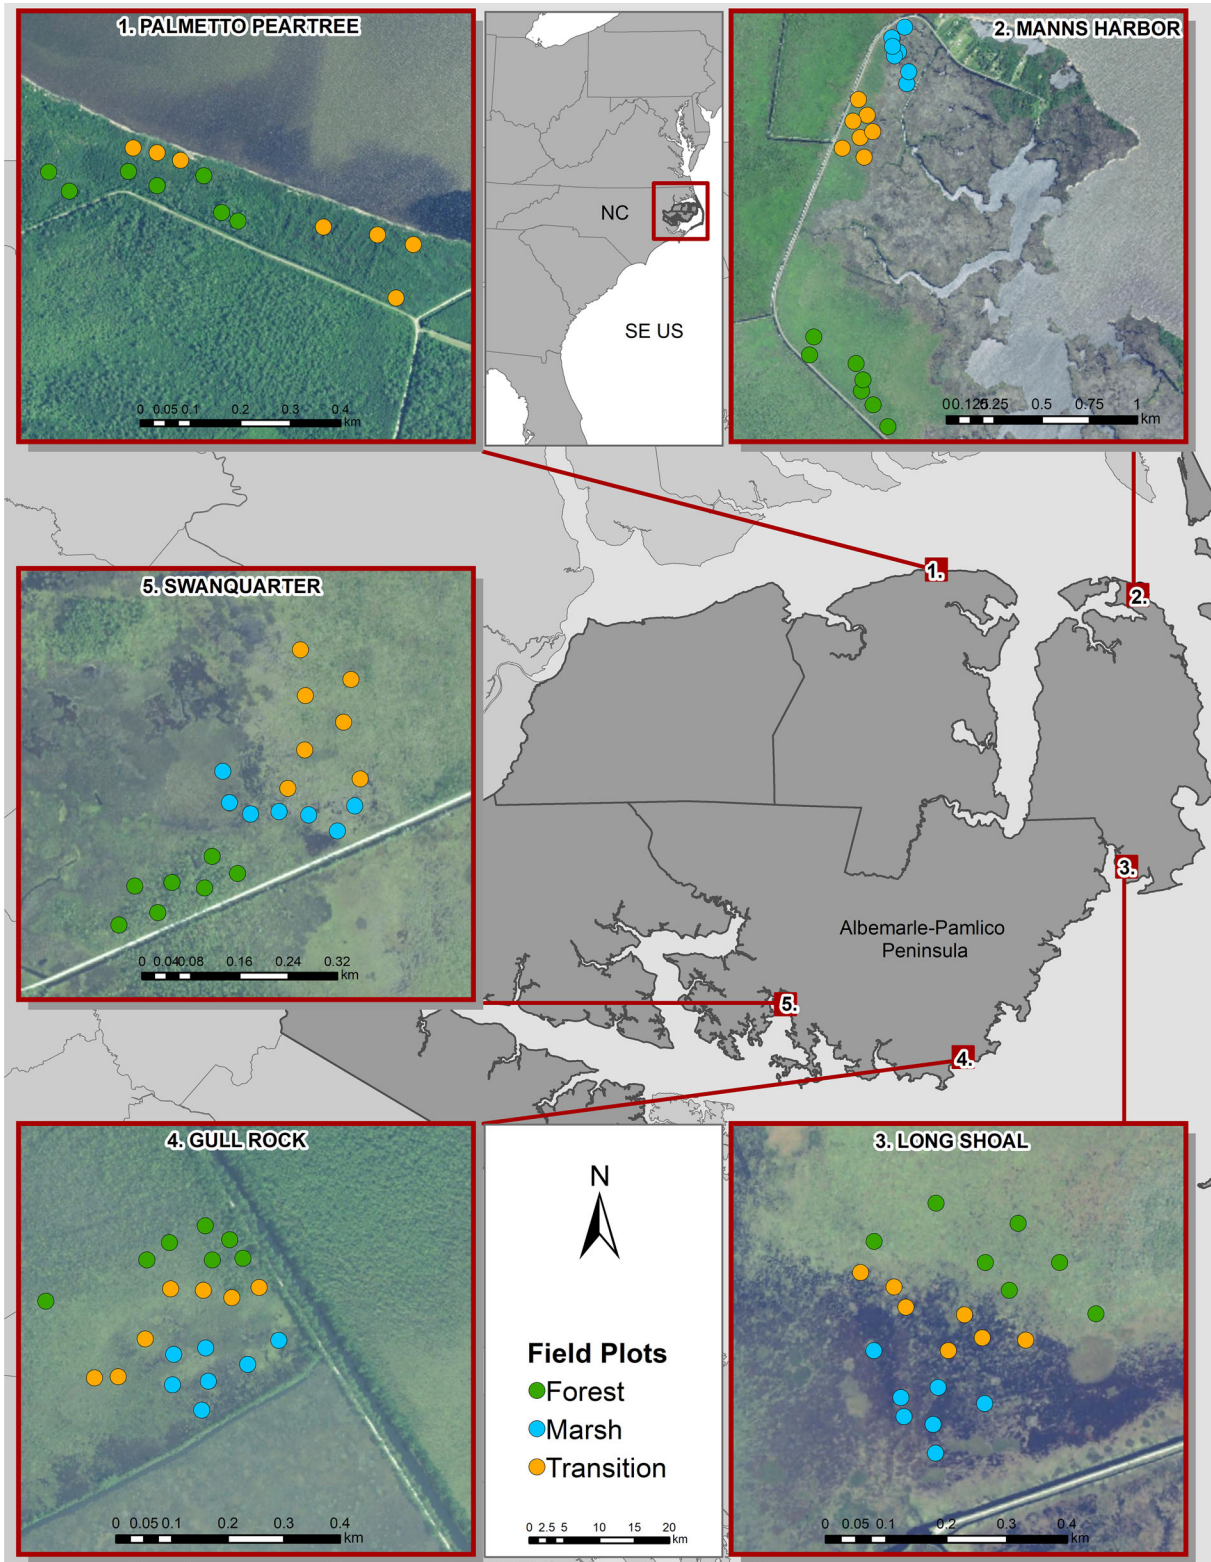 1. PALMETTO PEARTREE
0 0.05 0.1 0.2 0.3 0.4
km
NC
SE US
2. MANNS HARBOR
0 0.125 0.25 0.5 0.75 1
km
1.
2.
3.
4.
5.
Albemarle-Pamlico
Peninsula
5. SWANQUARTER
0 0.04 0.08 0.16 0.24 0.32
km
4. GULL ROCK
0 0.05 0.1 0.2 0.3 0.4
km
N
Field Plots
Forest
Marsh
Transition
0 2.5 5 10 15 20
km
3. LONG SHOAL
0 0.05 0.1 0.2 0.3 0.4
km